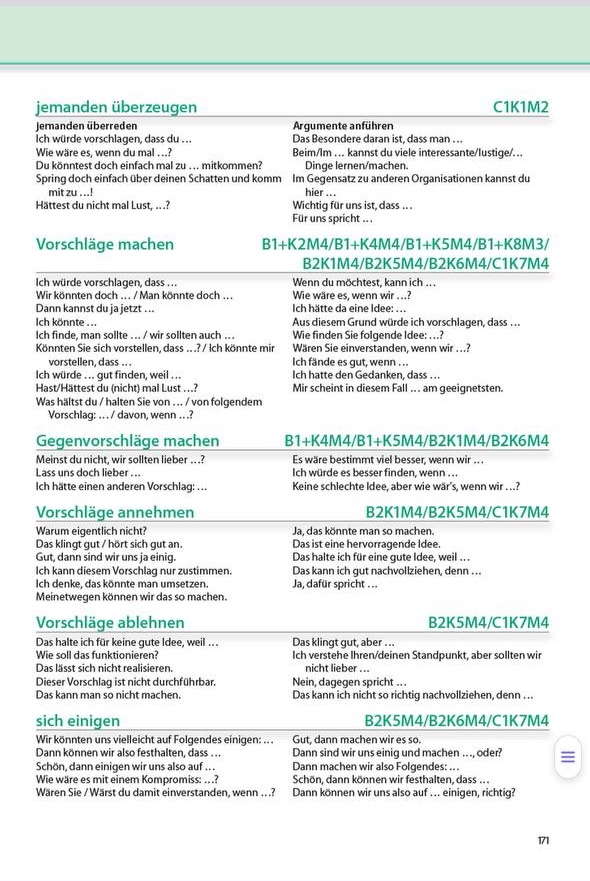 jemanden überzeugen C1K1M2
jemanden überreden
Ich würde vorschlagen, dass du …
Wie wäre es, wenn du mal …?
Du könntest doch einfach mal zu … mitkommen?
Spring doch einfach über deinen Schatten und komm
mit zu …!
Hättest du nicht mal Lust, …?
Argumente anführen
Das Besondere daran ist, dass man …
Beim/Im … kannst du viele interessante/lustige/…
Dinge lernen/machen.
Im Gegensatz zu anderen Organisationen kannst du
hier …
Wichtig für uns ist, dass …
Für uns spricht …
Vorschläge machen B1+K2M4/B1+K4M4/B1+K5M4/B1+K8M3/
B2K1M4/B2K5M4/B2K6M4/C1K7M4
Ich würde vorschlagen, dass …
Wir könnten doch … / Man könnte doch …
Dann kannst du ja jetzt …
Ich könnte …
Ich finde, man sollte … / wir sollten auch …
Könnten Sie sich vorstellen, dass …? / Ich könnte mir
vorstellen, dass …
Ich würde … gut finden, weil …
Hast/Hättest du (nicht) mal Lust …?
Was hältst du / halten Sie von … / von folgendem
Vorschlag: … / davon, wenn …?
Wenn du möchtest, kann ich …
Wie wäre es, wenn wir …?
Ich hätte da eine Idee: …
Aus diesem Grund würde ich vorschlagen, dass …
Wie finden Sie folgende Idee: …?
Wären Sie einverstanden, wenn wir …?
Ich fände es gut, wenn …
Ich hatte den Gedanken, dass …
Mir scheint in diesem Fall … am geeignetsten.
Gegenvorschläge machen B1+K4M4/B1+K5M4/B2K1M4/B2K6M4
Meinst du nicht, wir sollten lieber …?
Lass uns doch lieber …
Ich hätte einen anderen Vorschlag: …
Es wäre bestimmt viel besser, wenn wir …
Ich würde es besser finden, wenn …
Keine schlechte Idee, aber wie wär's, wenn wir …?
Vorschläge annehmen B2K1M4/B2K5M4/C1K7M4
Warum eigentlich nicht?
Das klingt gut / hört sich gut an.
Gut, dann sind wir uns ja einig.
Ich kann diesem Vorschlag nur zustimmen.
Ich denke, das könnte man umsetzen.
Meinetwegen können wir das so machen.
Ja, das könnte man so machen.
Das ist eine hervorragende Idee.
Das halte ich für eine gute Idee, weil …
Das kann ich gut nachvollziehen, denn …
Ja, dafür spricht …
Vorschläge ablehnen B2K5M4/C1K7M4
Das halte ich für keine gute Idee, weil …
Wie soll das funktionieren?
Das lässt sich nicht realisieren.
Dieser Vorschlag ist nicht durchführbar.
Das kann man so nicht machen.
Das klingt gut, aber …
Ich verstehe Ihren/deinen Standpunkt, aber sollten wir
nicht lieber …
Nein, dagegen spricht …
Das kann ich nicht so richtig nachvollziehen, denn …
sich einigen B2K5M4/B2K6M4/C1K7M4
Wir könnten uns vielleicht auf Folgendes einigen: …
Dann können wir also festhalten, dass …
Schön, dann einigen wir uns also auf …
Wie wäre es mit einem Kompromiss: …?
Wären Sie / Wärst du damit einverstanden, wenn …?
Gut, dann machen wir es so.
Dann sind wir uns einig und machen …, oder?
Dann machen wir also Folgendes: …
Schön, dann können wir festhalten, dass …
Dann können wir uns also auf … einigen, richtig?
171